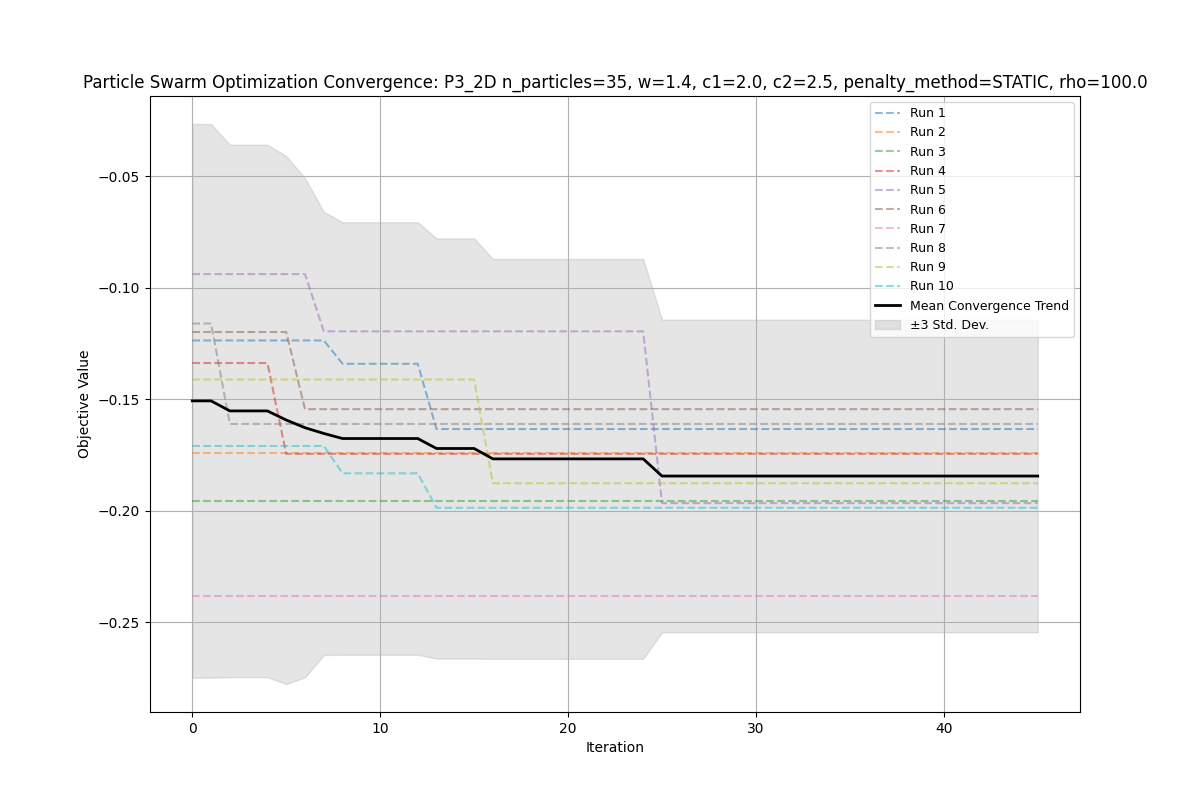 Particle Swarm Optimization Convergence: P3_2D n_particles=35, w=1.4, c1=2.0, c2=2.5, penalty_method=STATIC, rho=100.0
Run 1
Run 2
Run 3
Run 4
Run 5
Run 6
Run 7
Run 8
Run 9
Run 10
Mean Convergence Trend
±3 Std. Dev.
Objective Value
−0.05
−0.10
−0.15
−0.20
−0.25
0 10 20 30 40
Iteration